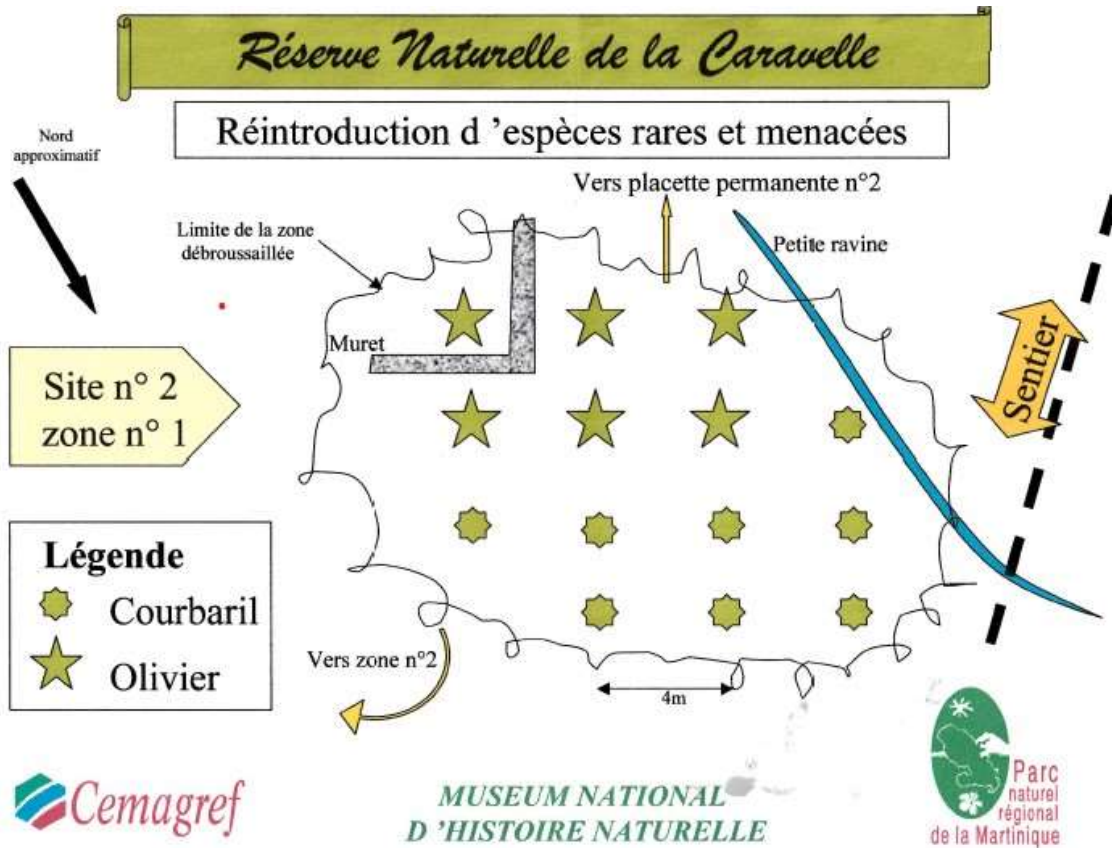 Réserve Naturelle de la Caravelle
Réintroduction d 'espèces rares et menacées
Nord
approximatif
Vers placette permanente n°2
Limite de la zone
débroussaillée
Petite ravine
Muret
Sentier
Site n° 2
zone n° 1
Légende
Courbaril
Olivier
Vers zone n°2
4m
Cemagref
MUSEUM NATIONAL
D 'HISTOIRE NATURELLE
Parc
naturel
régional
de la Martinique